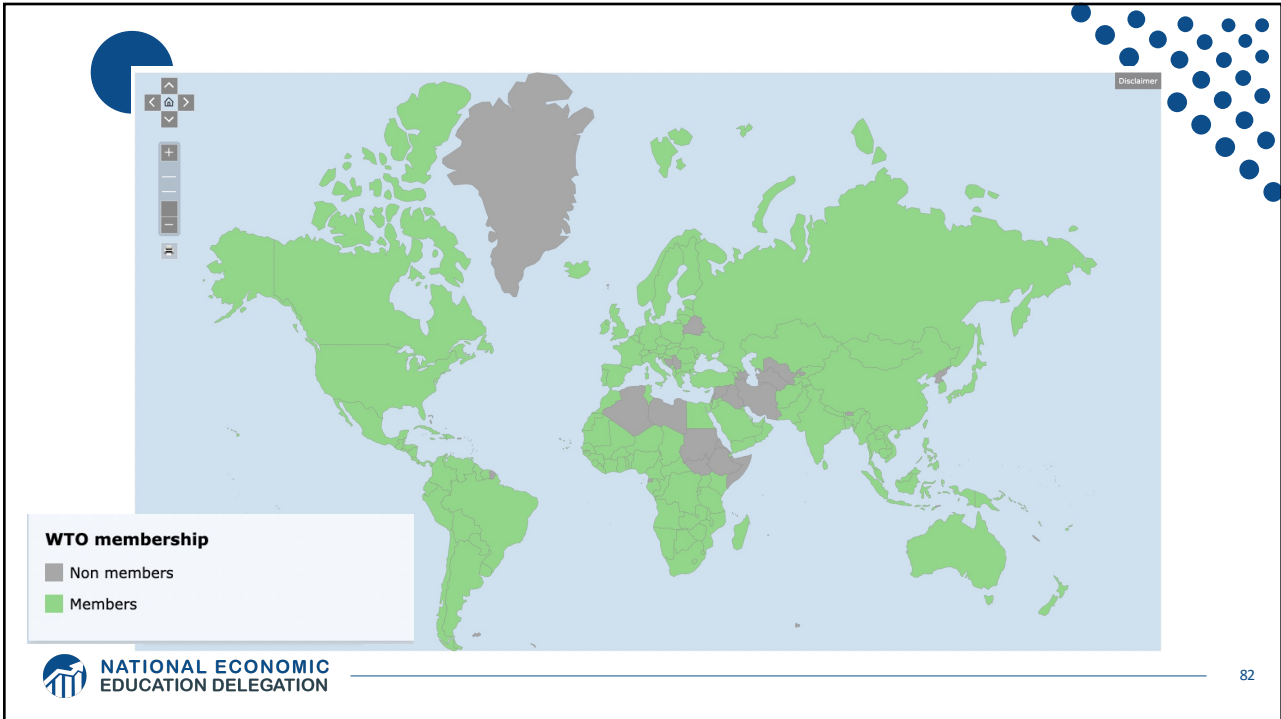 Disclaimer
WTO membership
Non members
Members
NATIONAL ECONOMIC
EDUCATION DELEGATION
82